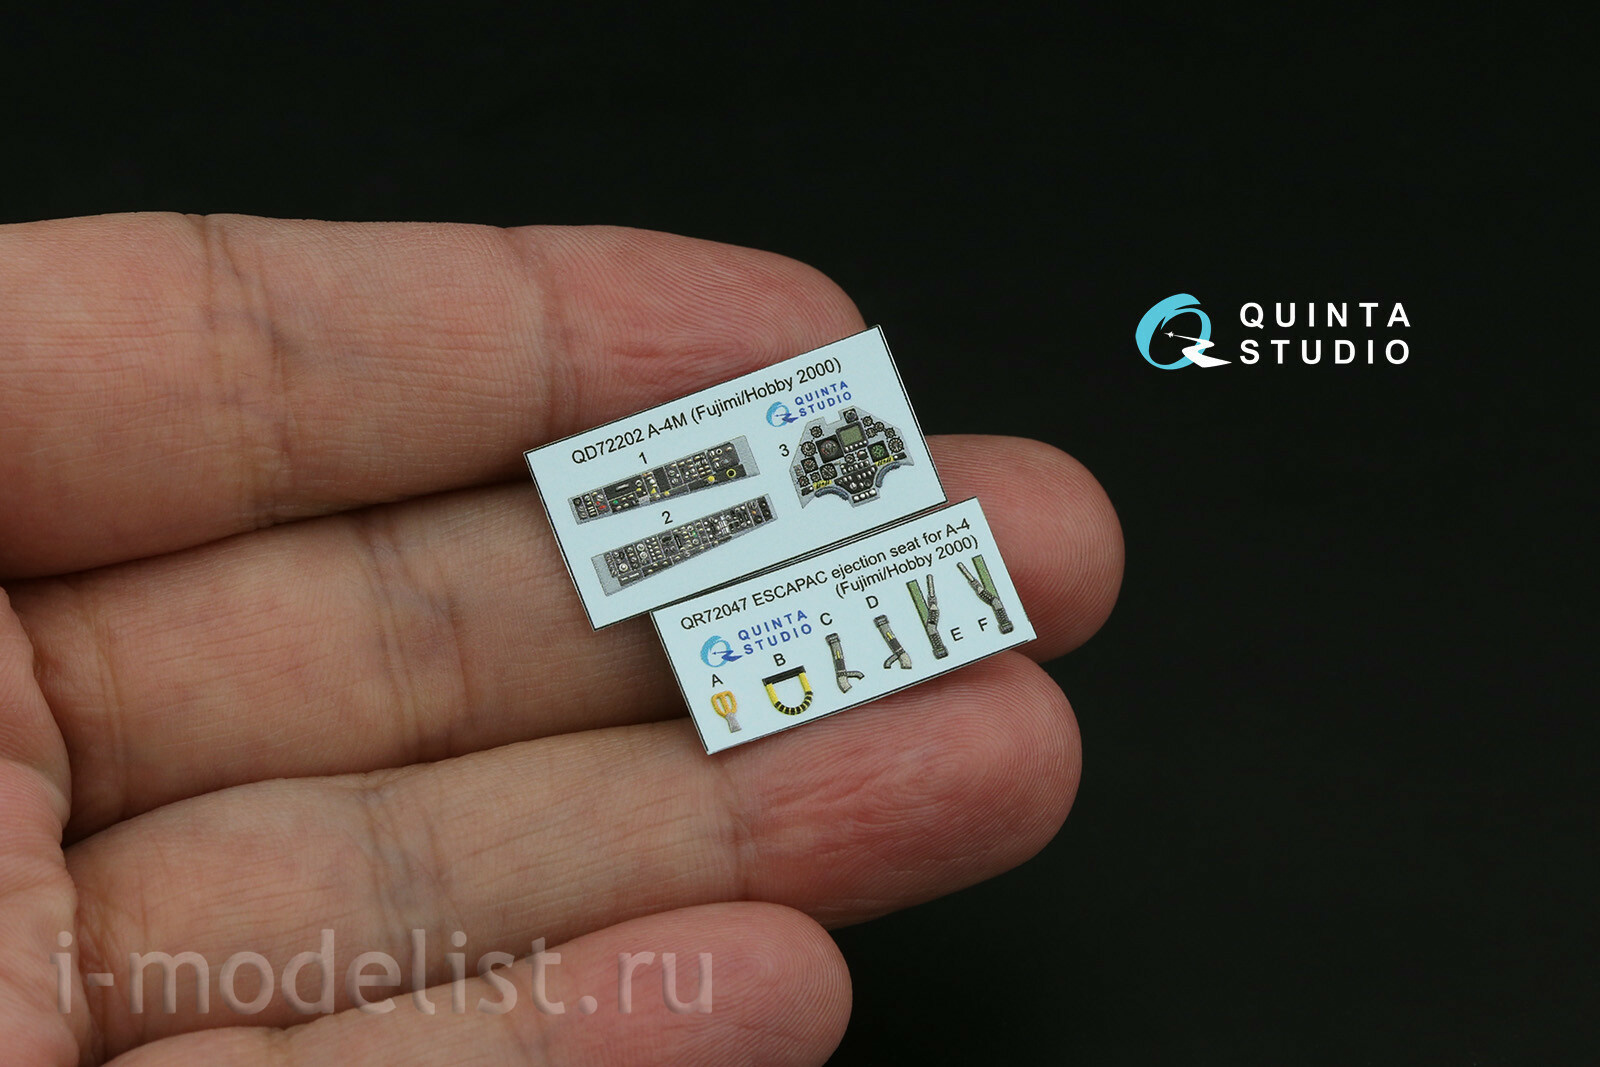 QUINTA
STUDIO
QD72202 A-4M (Fujimi/Hobby 2000)
QUINTA
STUDIO
1
2
3
QR72047 ESCAPAC ejection seat for A-4
(Fujimi/Hobby 2000)
QUINTA
STUDIO
A
B
C
D
E
F
i-modelist.ru